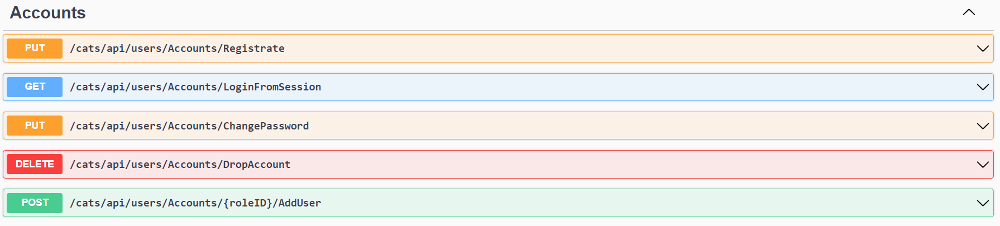 Accounts
PUT /cats/api/users/Accounts/Registrate
GET /cats/api/users/Accounts/LoginFromSession
PUT /cats/api/users/Accounts/ChangePassword
DELETE /cats/api/users/Accounts/DropAccount
POST /cats/api/users/Accounts/{roleID}/AddUser